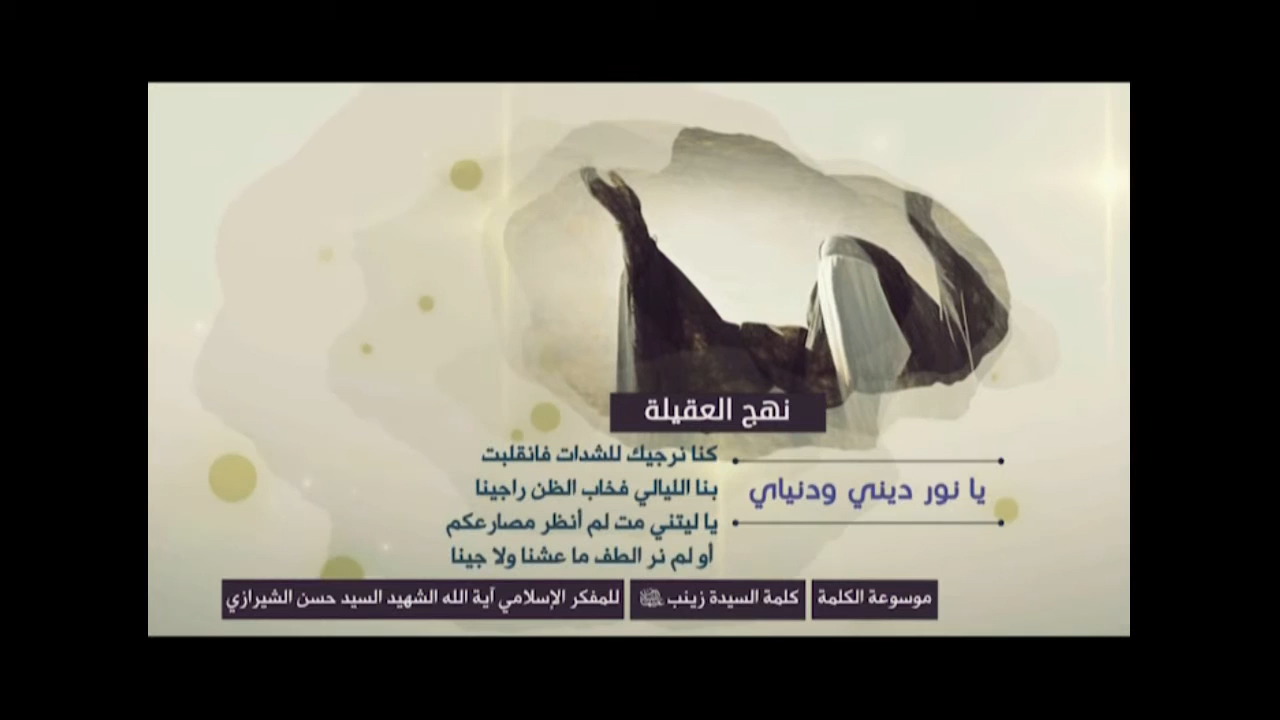 نهج العقيلة
يا نور ديني ودنياي
كنا نرجيك للشدات فانقلبت
بنا الليالي فخاب الظن راجينا
يا ليتني مت لم أنظر مصارعكم
أو لم نر الطف ما عشنا ولا جينا
موسوعة الكلمة
كلمة السيدة زينب
للمفكر الإسلامي آية الله الشهيد السيد حسن الشيرازي